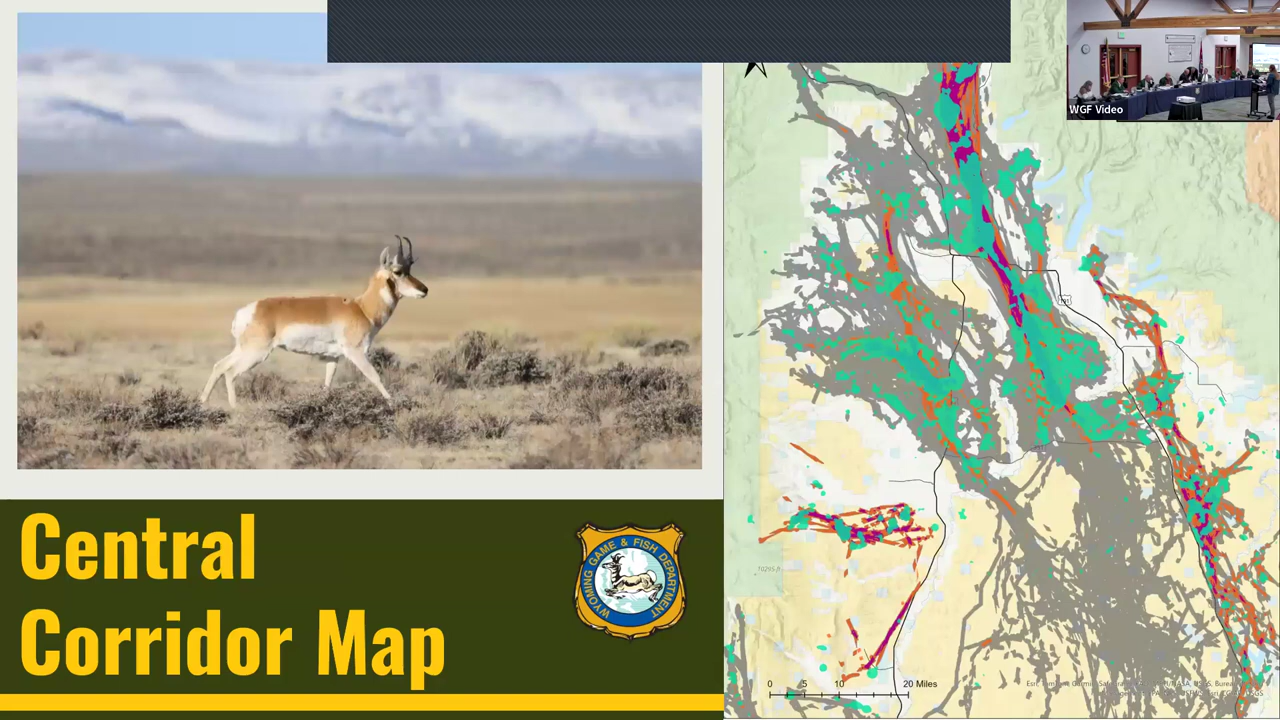 WGF Video
Central
Corridor Map
WYOMING GAME & FISH DEPARTMENT
0 5 10 20 Miles